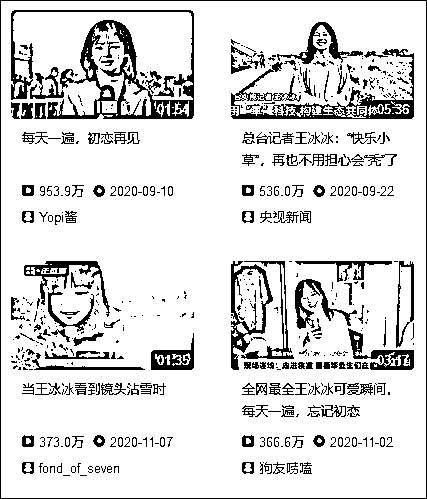 01:54
每天一遍，初恋再见
953.9万 2020-09-10
Yopi酱
05:36
总台记者王冰冰：“快乐小
草”，再也不用担心会“秃”了
536.0万 2020-09-22
央视新闻
01:35
当王冰冰看到镜头沾雪时
373.0万 2020-11-07
fond_of_seven
03:17
全网最全王冰冰可爱瞬间，
每天一遍，忘记初恋
366.6万 2020-11-02
狗友唠嗑